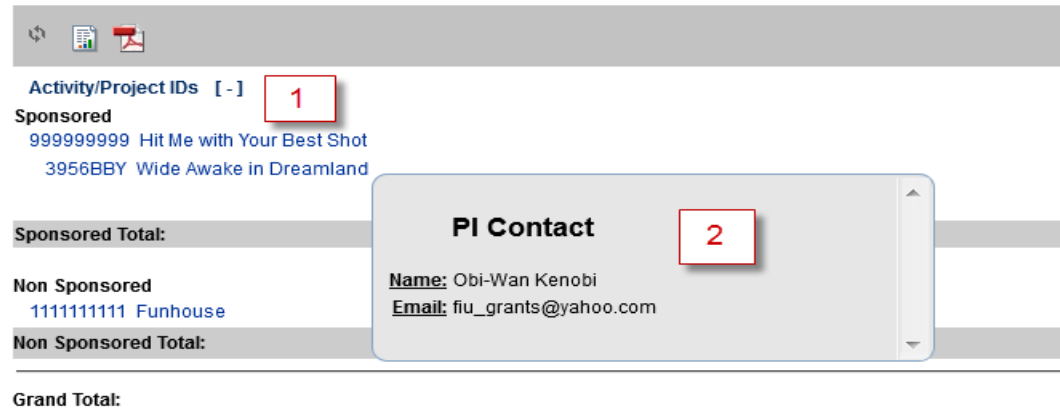 Activity/Project IDs [-]
1
Sponsored
999999999 Hit Me with Your Best Shot
3956BBY Wide Awake in Dreamland
PI Contact
2
Sponsored Total:
Name: Obi-Wan Kenobi
Non Sponsored
Email: fiu_grants@yahoo.com
1111111111 Funhouse
Non Sponsored Total:
Grand Total: